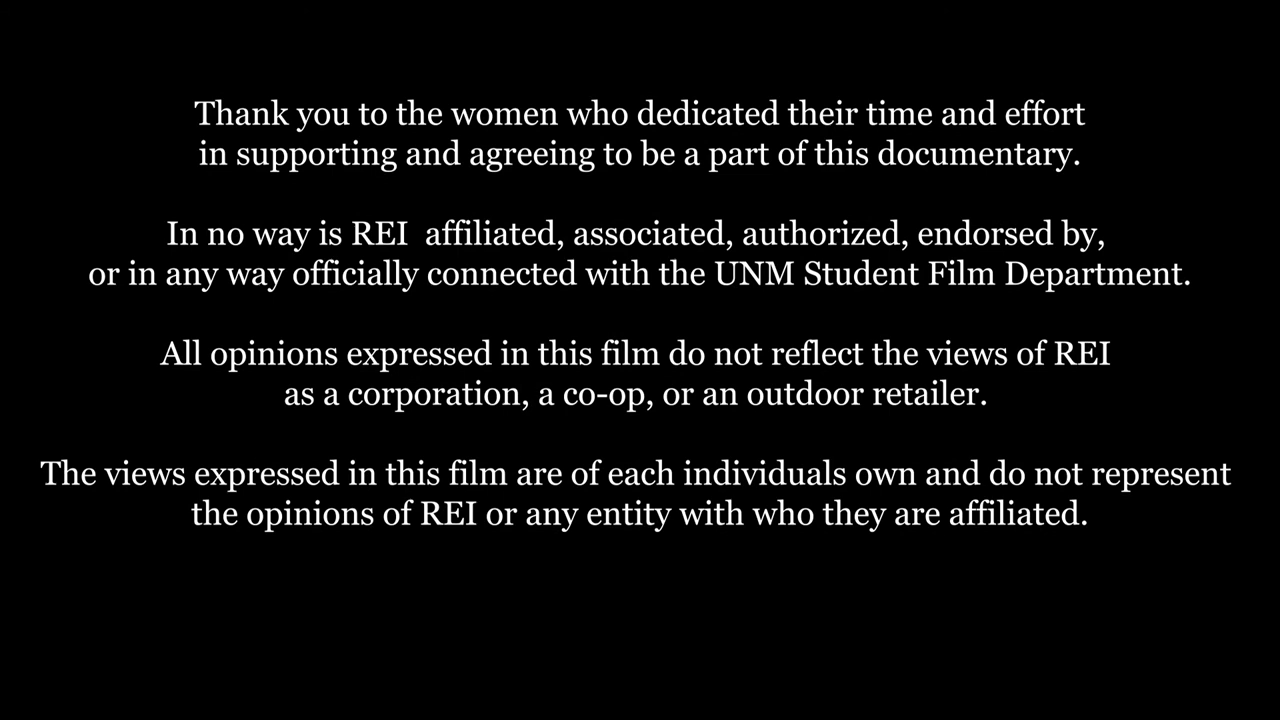 Thank you to the women who dedicated their time and effort
in supporting and agreeing to be a part of this documentary.
In no way is REI  affiliated, associated, authorized, endorsed by,
or in any way officially connected with the UNM Student Film Department.
All opinions expressed in this film do not reflect the views of REI
as a corporation, a co-op, or an outdoor retailer.
The views expressed in this film are of each individuals own and do not represent
the opinions of REI or any entity with who they are affiliated.